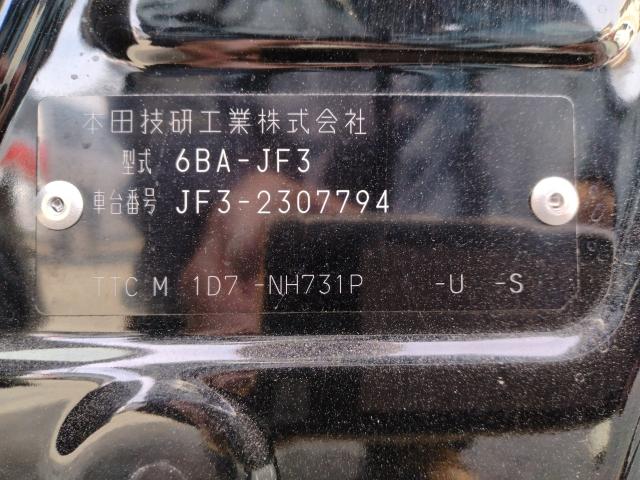 本田技研工業株式会社
型式 6BA-JF3
車台番号 JF3-2307794
TTC M 1D7 -NH731P -U -S